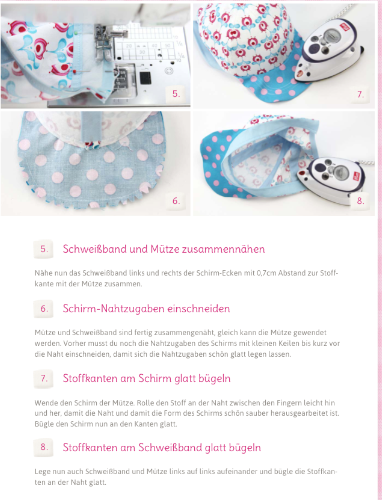 5.
7.
6.
8.
5. Schweißband und Mütze zusammennähen
Nähe nun das Schweißband links und rechts der Schirm-Ecken mit 0,7cm Abstand zur Stoff-
kante mit der Mütze zusammen.
6. Schirm-Nahtzugaben einschneiden
Mütze und Schweißband sind fertig zusammengenäht, gleich kann die Mütze gewendet
werden. Vorher musst du noch die Nahtzugaben des Schirms mit kleinen Keilen bis kurz vor
die Naht einschneiden, damit sich die Nahtzugaben schön glatt legen lassen.
7. Stoffkanten am Schirm glatt bügeln
Wende den Schirm der Mütze. Rolle den Stoff an der Naht zwischen den Fingern leicht hin
und her, damit die Naht und damit die Form des Schirms schön sauber herausgearbeitet ist.
Bügle den Schirm nun an den Kanten glatt.
8. Stoffkanten am Schweißband glatt bügeln
Lege nun auch Schweißband und Mütze links auf links aufeinander und bügle die Stoffkan-
ten an der Naht glatt.